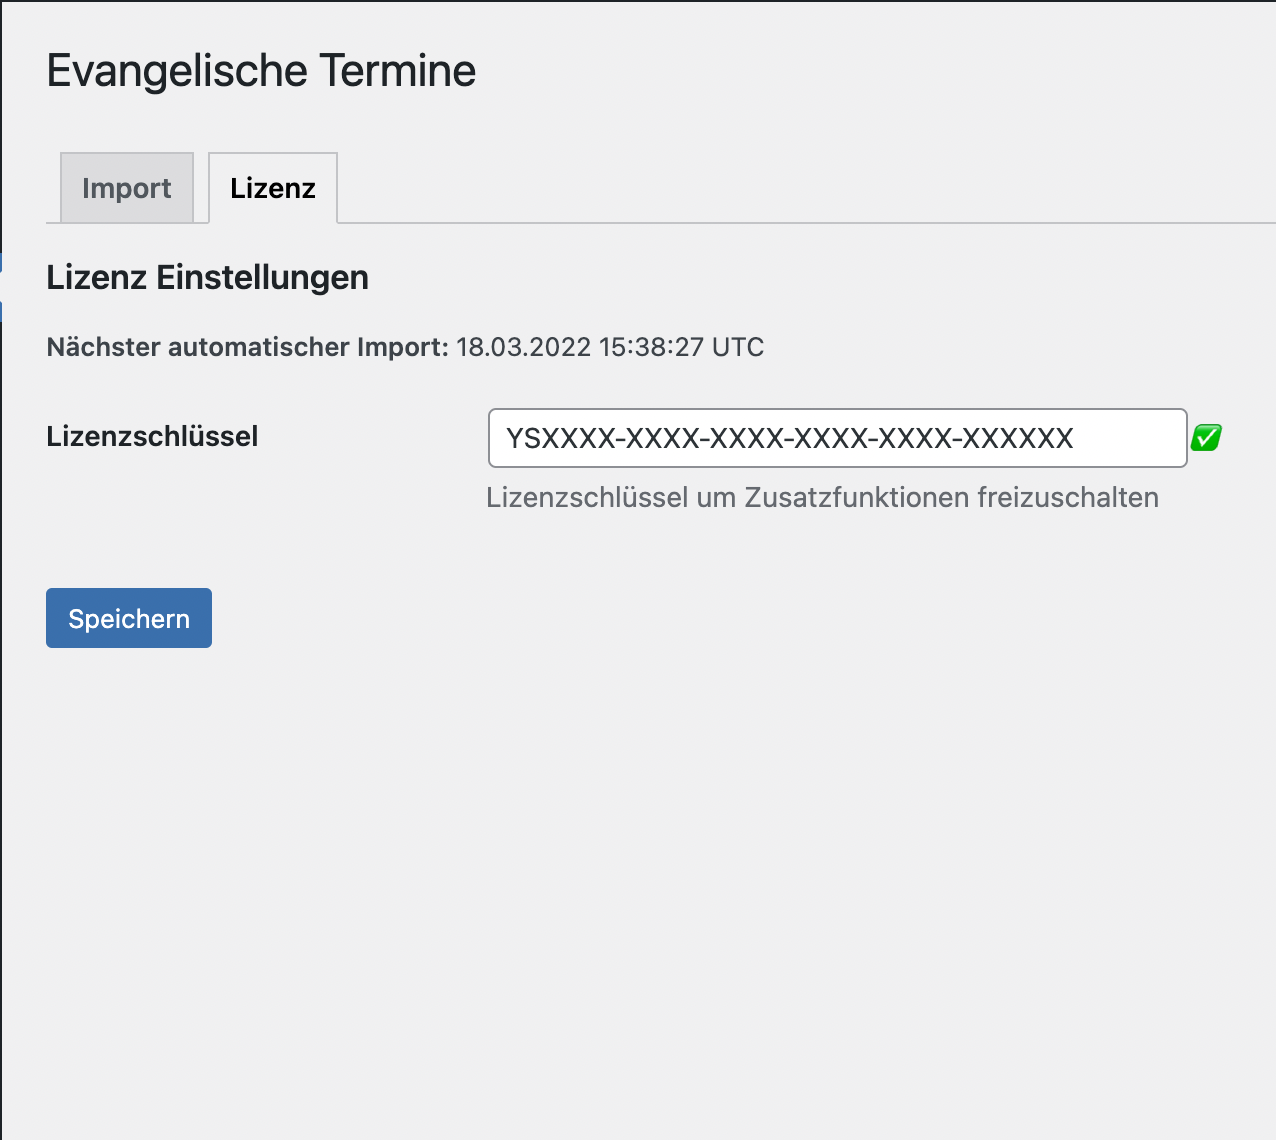 Evangelische Termine
Import
Lizenz
Lizenz Einstellungen
Nächster automatischer Import: 18.03.2022 15:38:27 UTC
Lizenzschlüssel
YSXXXX-XXXX-XXXX-XXXX-XXXX-XXXXXX
Lizenzschlüssel um Zusatzfunktionen freizuschalten
Speichern